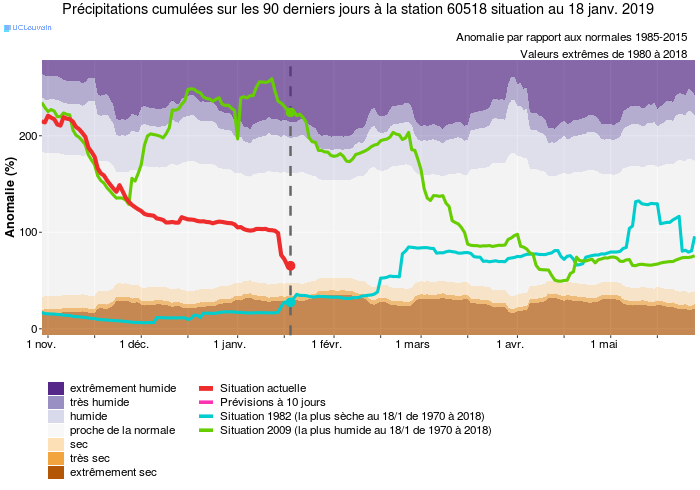 Précipitations cumulées sur les 90 derniers jours à la station 60518 situation au 18 janv. 2019
UCLouvain
Anomalie par rapport aux normales 1985-2015
Valeurs extrêmes de 1980 à 2018
Anomalie (%)
200
100
0
1 nov. 1 déc. 1 janv. 1 févr. 1 mars 1 avr. 1 mai
extrêmement humide
très humide
humide
proche de la normale
sec
très sec
extrêmement sec
Situation actuelle
Prévisions à 10 jours
Situation 1982 (la plus sèche au 18/1 de 1970 à 2018)
Situation 2009 (la plus humide au 18/1 de 1970 à 2018)